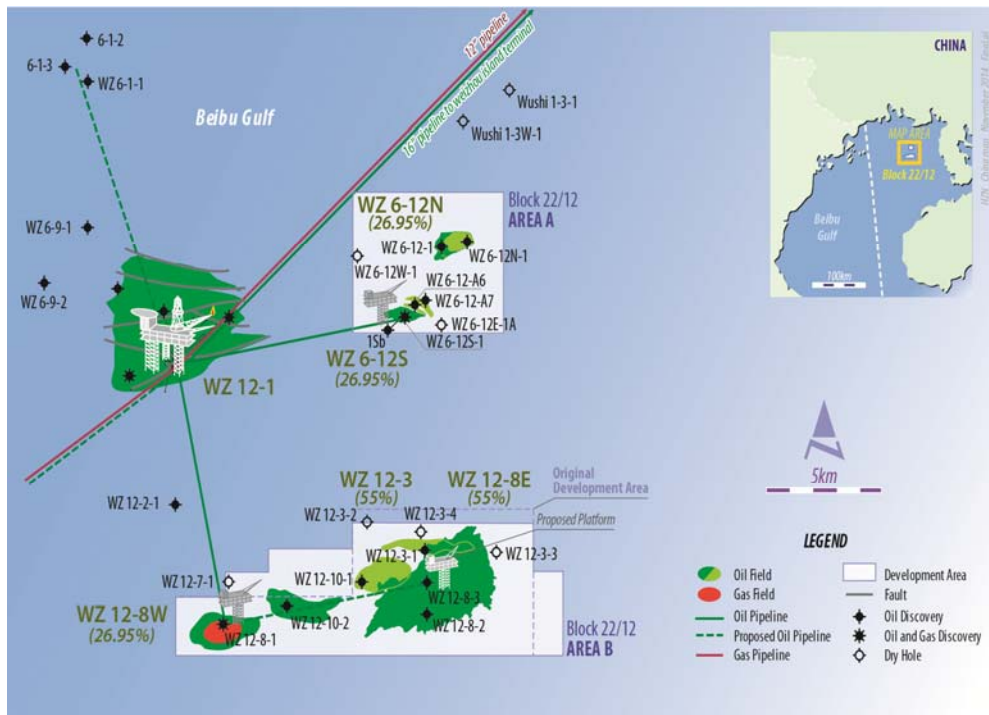 6-1-2
6-1-3
WZ 6-1-1
Beibu Gulf
12" pipeline
16" pipeline to weizhou island terminal
Wushi 1-3-1
Wushi 1-3W-1
CHINA
MAP AREA
Block 22/12
Beibu
Gulf
100km
WZ 6-12N
(26.95%)
Block 22/12
AREA A
WZ 6-9-1
WZ 6-12-1
WZ 6-12N-1
WZ 6-12W-1
WZ 6-12-A6
WZ 6-9-2
WZ 6-12-A7
WZ 6-12E-1A
1Sb
WZ 6-12S-1
WZ 6-12S
(26.95%)
WZ 12-1
5km
WZ 12-3
(55%)
WZ 12-8E
(55%)
Original
Development Area
WZ 12-2-1
WZ 12-3-2
WZ 12-3-4
Proposed Platform
WZ 12-3-1
WZ 12-3-3
WZ 12-7-1
WZ 12-10-1
WZ 12-8-3
WZ 12-8W
(26.95%)
WZ 12-10-2
WZ 12-8-2
WZ 12-8-1
Block 22/12
AREA B
LEGEND
Oil Field
Gas Field
Oil Pipeline
Proposed Oil Pipeline
Gas Pipeline
Development Area
Fault
Oil Discovery
Oil and Gas Discovery
Dry Hole